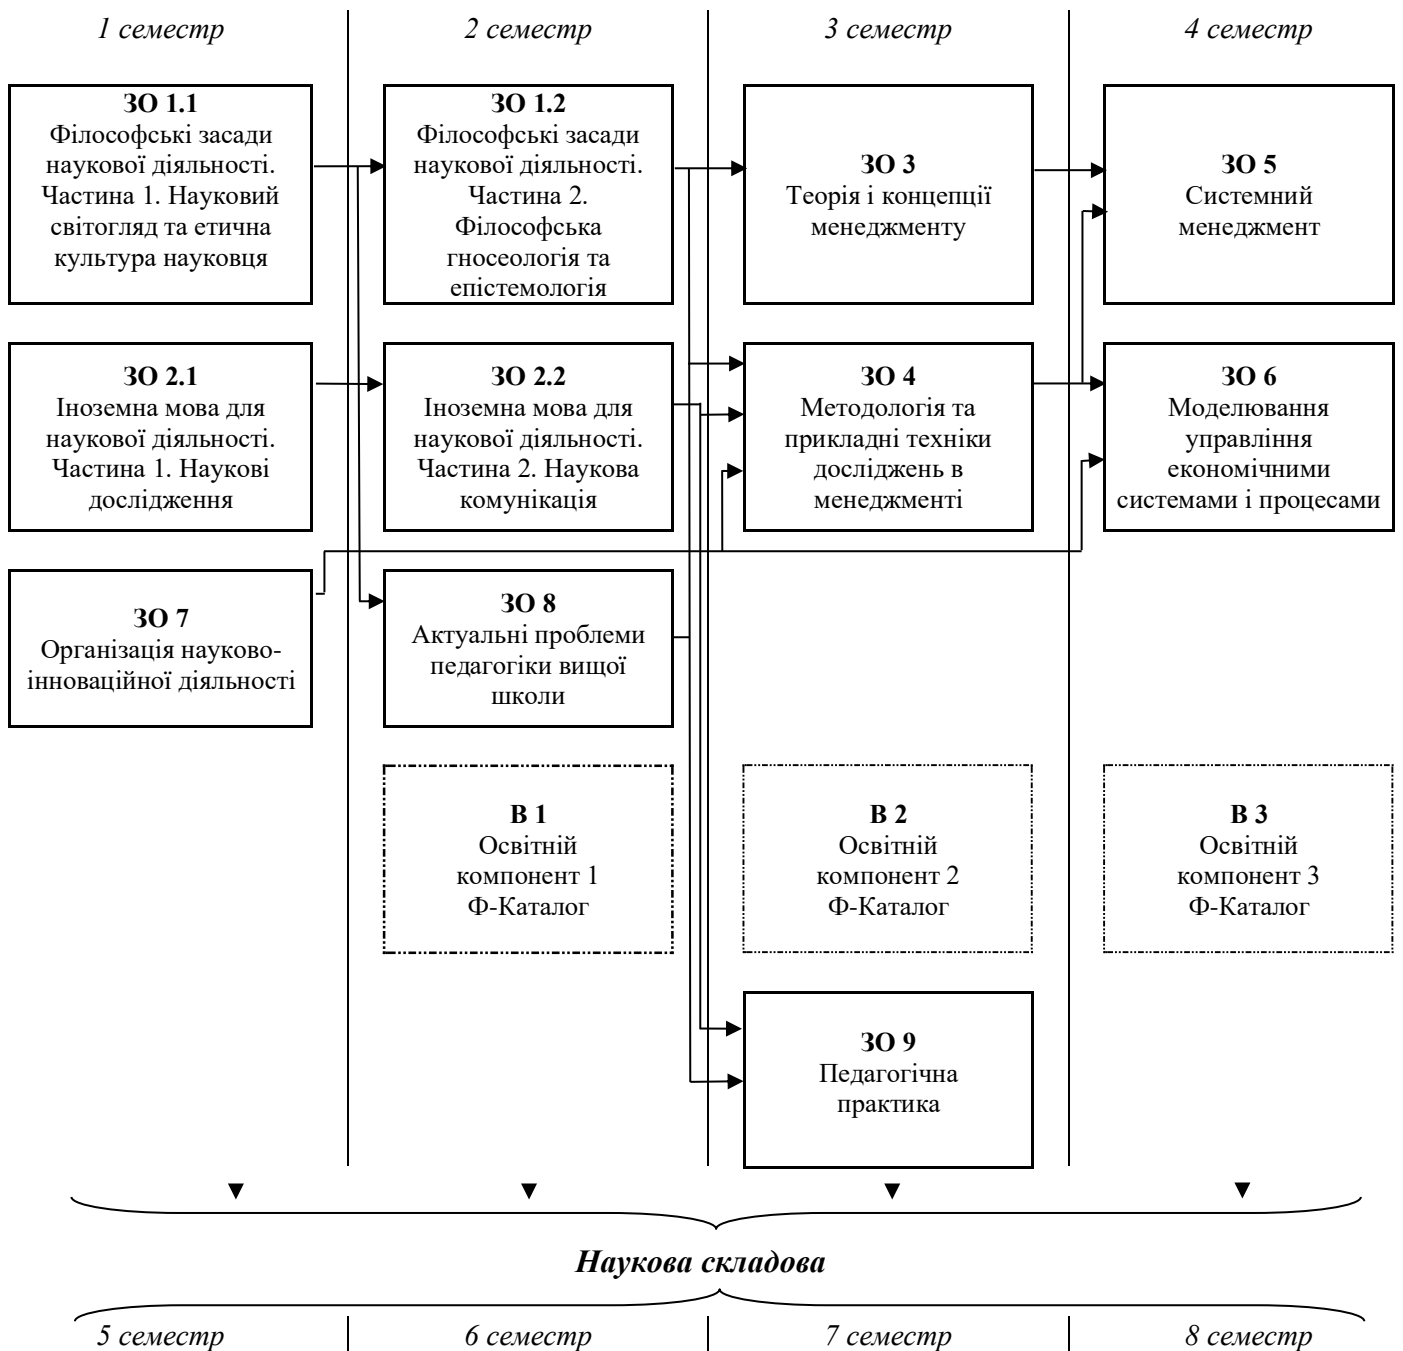 1 семестр
2 семестр
3 семестр
4 семестр
ЗО 1.1
Філософські засади
наукової діяльності.
Частина 1. Науковий
світогляд та етична
культура науковця
ЗО 1.2
Філософські засади
наукової діяльності.
Частина 2.
Філософська
гносеологія та
епістемологія
ЗО 3
Теорія і концепції
менеджменту
ЗО 5
Системний
менеджмент
ЗО 2.1
Іноземна мова для
наукової діяльності.
Частина 1. Наукові
дослідження
ЗО 2.2
Іноземна мова для
наукової діяльності.
Частина 2. Наукова
комунікація
ЗО 4
Методологія та
прикладні техніки
досліджень в
менеджменті
ЗО 6
Моделювання
управління
економічними
системами і процесами
ЗО 7
Організація науково-
інноваційної діяльності
ЗО 8
Актуальні проблеми
педагогіки вищої
школи
В 1
Освітній
компонент 1
Ф-Каталог
В 2
Освітній
компонент 2
Ф-Каталог
В 3
Освітній
компонент 3
Ф-Каталог
ЗО 9
Педагогічна
практика
Наукова складова
5 семестр
6 семестр
7 семестр
8 семестр